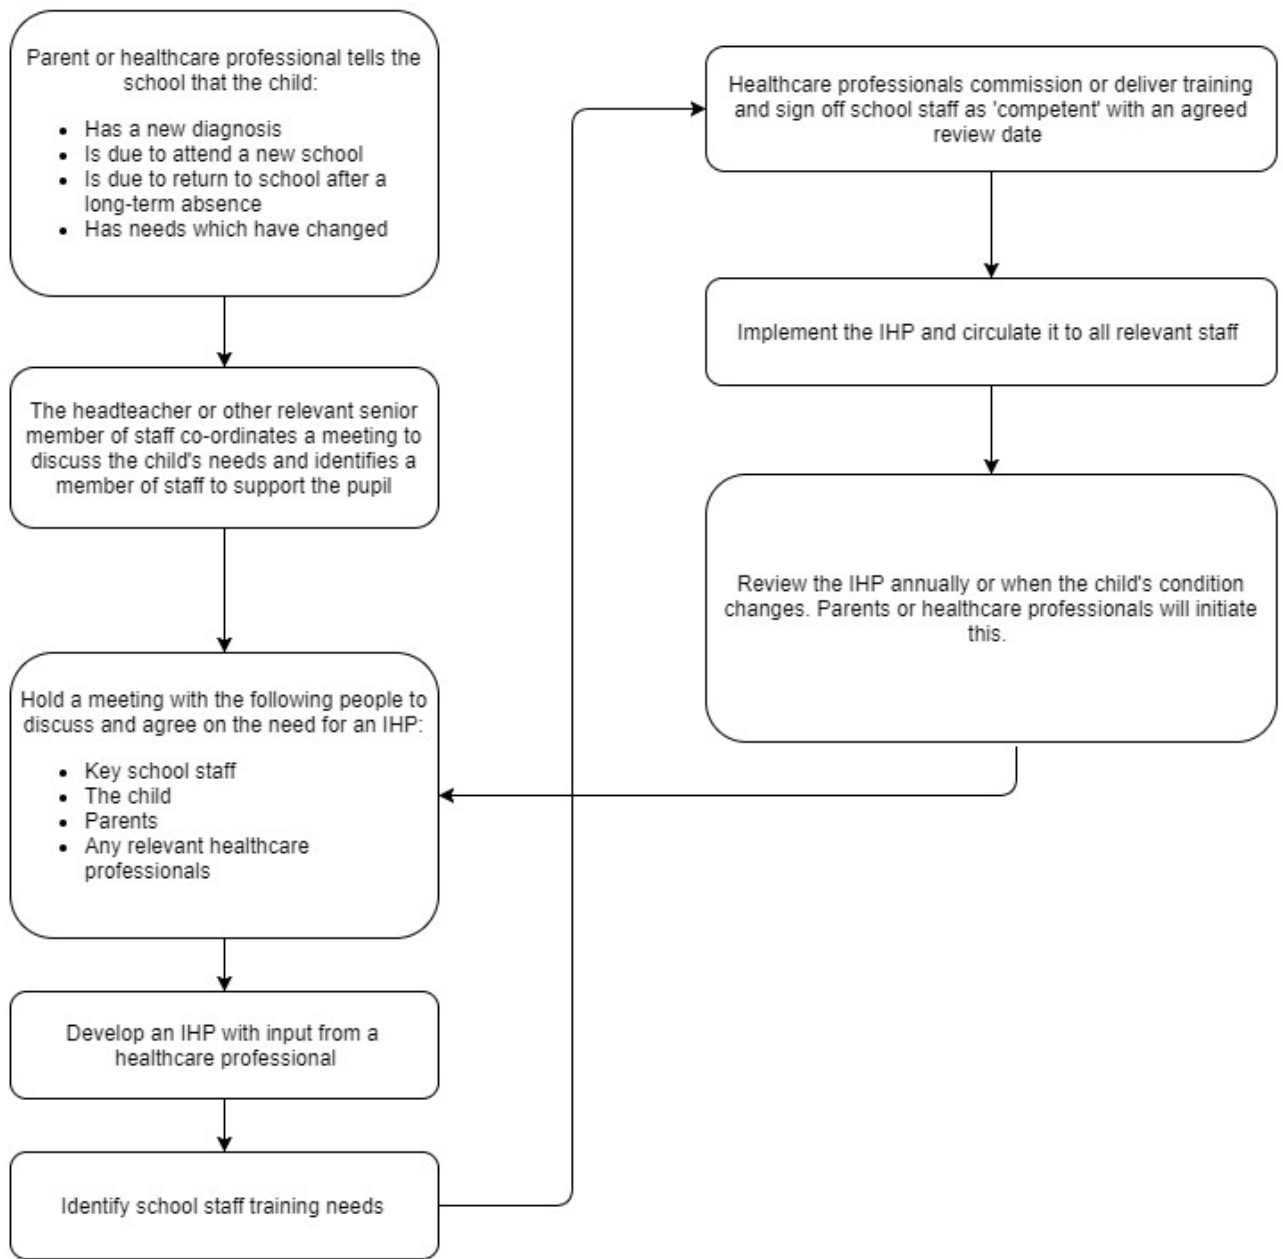 Parent or healthcare professional tells the
school that the child:
• Has a new diagnosis
• Is due to attend a new school
• Is due to return to school after a
long-term absence
• Has needs which have changed
The headteacher or other relevant senior
member of staff co-ordinates a meeting to
discuss the child's needs and identifies a
member of staff to support the pupil
Hold a meeting with the following people to
discuss and agree on the need for an IHP:
• Key school staff
• The child
• Parents
• Any relevant healthcare
professionals
Develop an IHP with input from a
healthcare professional
Identify school staff training needs
Healthcare professionals commission or deliver training
and sign off school staff as 'competent' with an agreed
review date
Implement the IHP and circulate it to all relevant staff
Review the IHP annually or when the child's condition
changes. Parents or healthcare professionals will initiate
this.